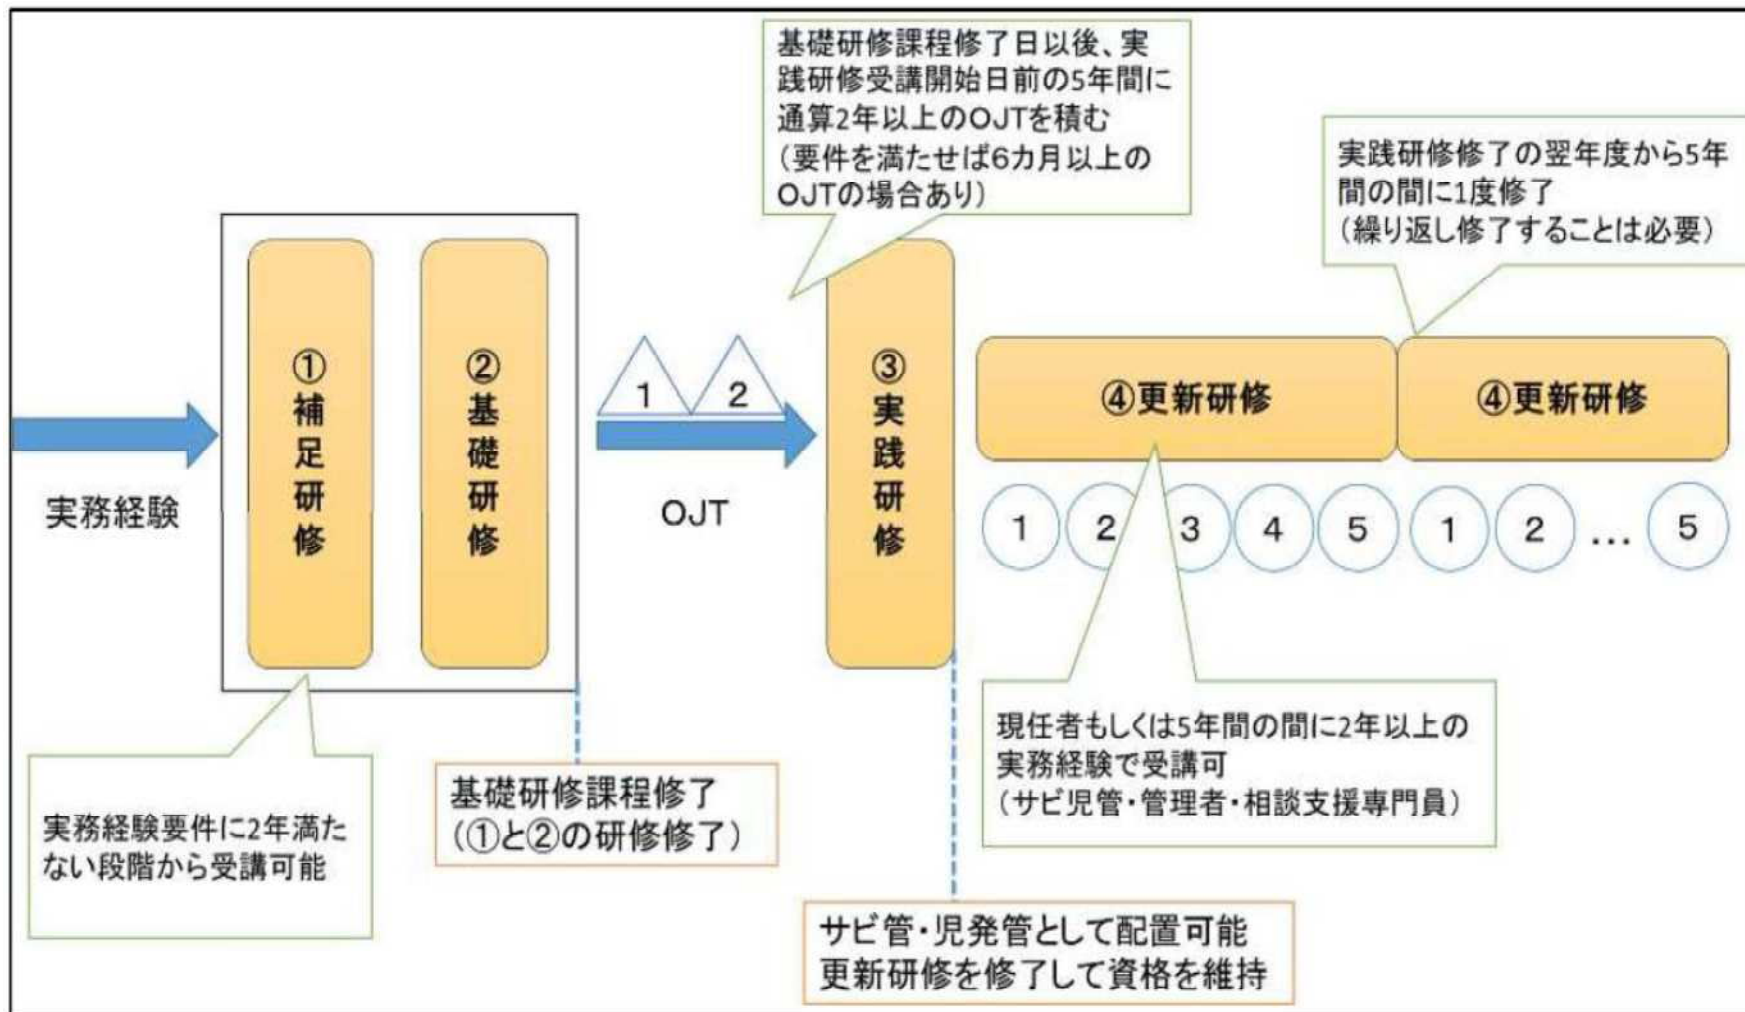 基礎研修課程修了日以後、実
践研修受講開始日前の5年間に
通算2年以上のOJTを積む
（要件を満たせば6カ月以上の
OJTの場合あり）
実践研修修了の翌年度から5年
間の間に1度修了
（繰り返し修了することは必要）
実務経験
①補足研修
②基礎研修
1 2
OJT
③実践研修
④更新研修
④更新研修
1 2 3 4 5 1 2 … 5
実務経験要件に2年満た
ない段階から受講可能
基礎研修課程修了
（①と②の研修修了）
現任者もしくは5年間の間に2年以上の
実務経験で受講可
（サビ児管・管理者・相談支援専門員）
サビ管・児発管として配置可能
更新研修を修了して資格を維持